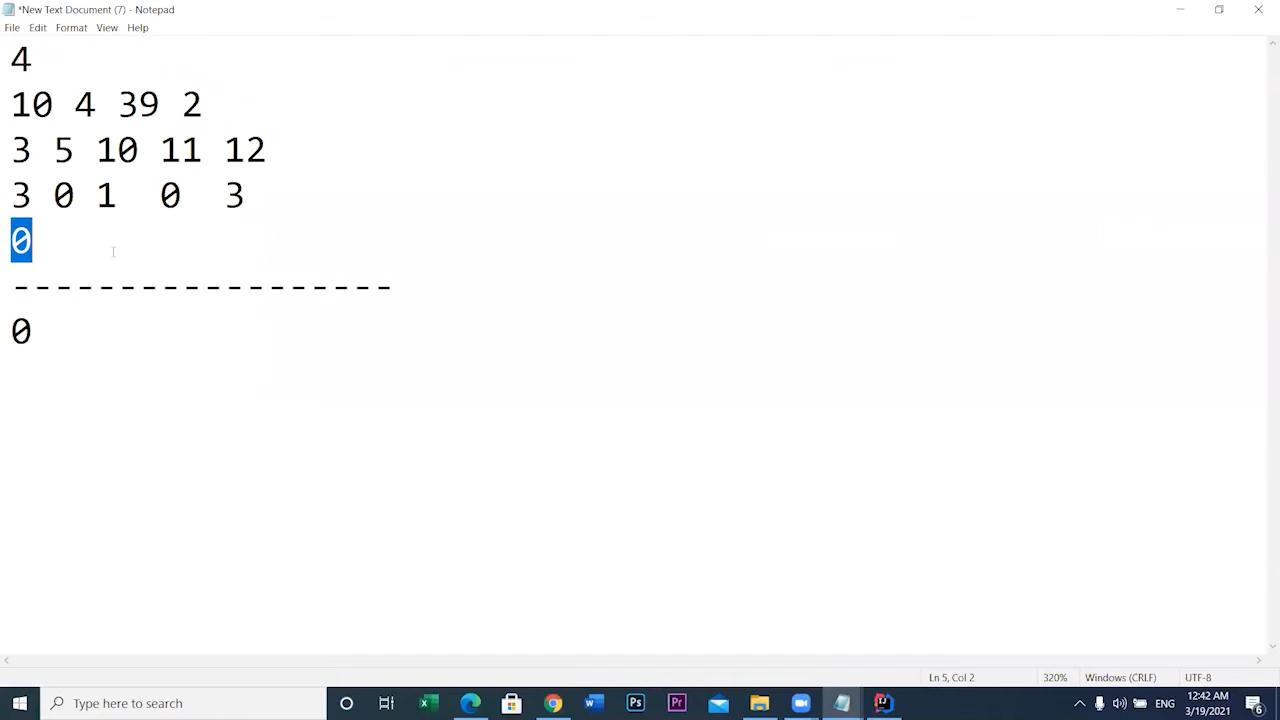 *New Text Document (7) - Notepad
File Edit Format View Help
4
10 4 39 2
3 5 10 11 12
3 0 1 0 3
0
------------------
0
Ln 5, Col 2 320% Windows (CRLF) UTF-8
Type here to search
ENG
12:42 AM
3/19/2021
6